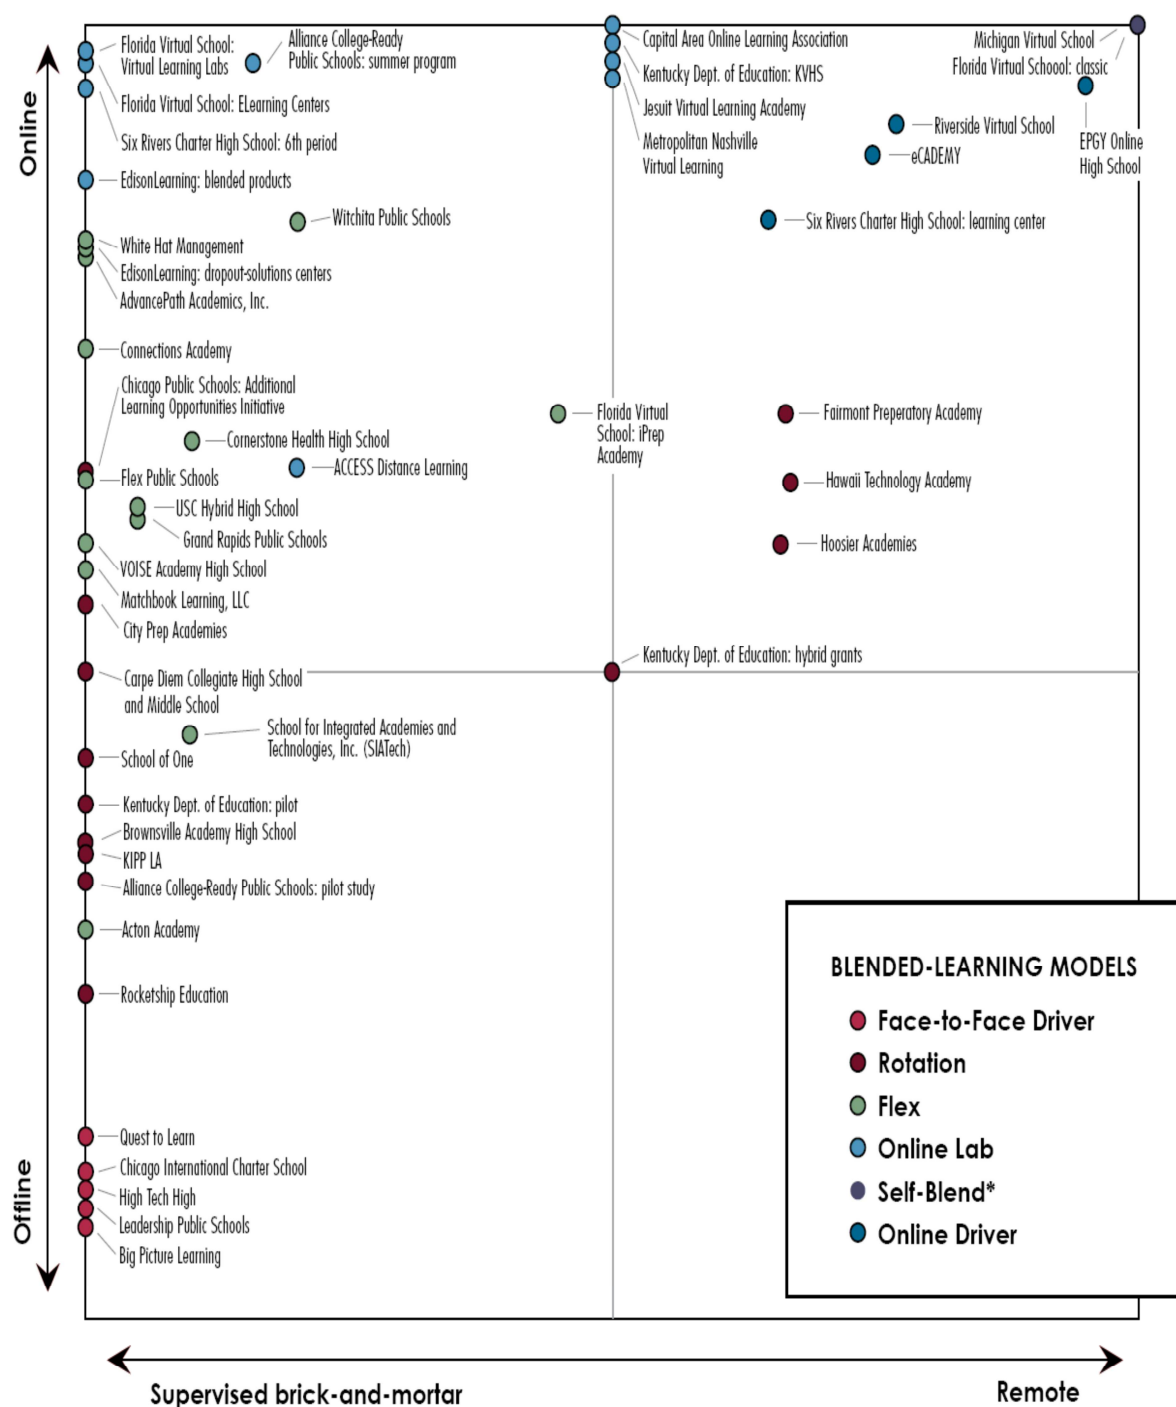 Online
Offline
Florida Virtual School:
Virtual Learning Labs
Alliance College-Ready
Public Schools: summer program
Florida Virtual School: ELearning Centers
Six Rivers Charter High School: 6th period
EdisonLearning: blended products
Witchita Public Schools
White Hat Management
EdisonLearning: dropout-solutions centers
AdvancePath Academics, Inc.
Connections Academy
Chicago Public Schools: Additional
Learning Opportunities Initiative
Cornerstone Health High School
ACCESS Distance Learning
Flex Public Schools
USC Hybrid High School
Grand Rapids Public Schools
VOISE Academy High School
Matchbook Learning, LLC
City Prep Academies
Carpe Diem Collegiate High School
and Middle School
School for Integrated Academies and
Technologies, Inc. (SIATech)
School of One
Kentucky Dept. of Education: pilot
Brownsville Academy High School
KIPP LA
Alliance College-Ready Public Schools: pilot study
Acton Academy
Rocketship Education
Quest to Learn
Chicago International Charter School
High Tech High
Leadership Public Schools
Big Picture Learning
Capital Area Online Learning Association
Kentucky Dept. of Education: KVHS
Jesuit Virtual Learning Academy
Metropolitan Nashville
Virtual Learning
Michigan Virtual School
Florida Virtual School: classic
Riverside Virtual School
eCADEMY
EPGY Online
High School
Six Rivers Charter High School: learning center
Florida Virtual
School: iPrep
Academy
Fairmont Preperatory Academy
Hawaii Technology Academy
Hoosier Academies
Kentucky Dept. of Education: hybrid grants
BLENDED-LEARNING MODELS
Face-to-Face Driver
Rotation
Flex
Online Lab
Self-Blend*
Online Driver
Supervised brick-and-mortar
Remote